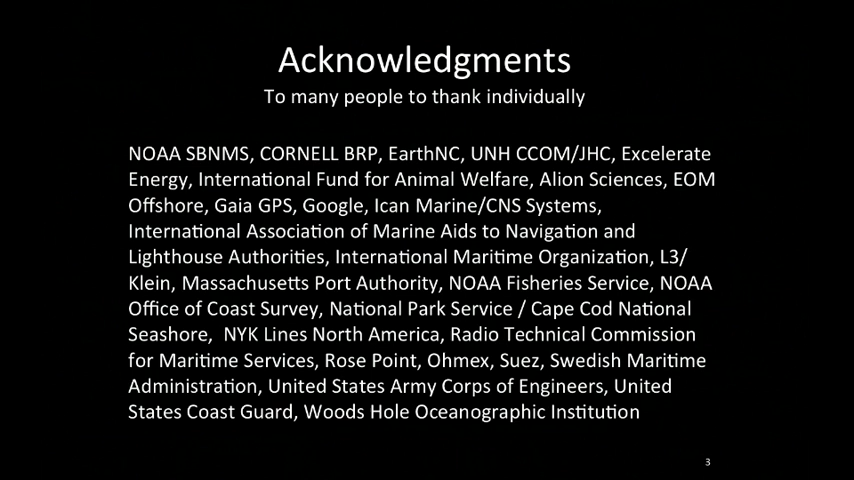 Acknowledgments
To many people to thank individually
NOAA SBNMS, CORNELL BRP, EarthNC, UNH CCOM/JHC, Excelerate
Energy, International Fund for Animal Welfare, Alion Sciences, EOM
Offshore, Gaia GPS, Google, Ican Marine/CNS Systems,
International Association of Marine Aids to Navigation and
Lighthouse Authorities, International Maritime Organization, L3/
Klein, Massachusetts Port Authority, NOAA Fisheries Service, NOAA
Office of Coast Survey, National Park Service / Cape Cod National
Seashore,  NYK Lines North America, Radio Technical Commission
for Maritime Services, Rose Point, Ohmex, Suez, Swedish Maritime
Administration, United States Army Corps of Engineers, United
States Coast Guard, Woods Hole Oceanographic Institution
3